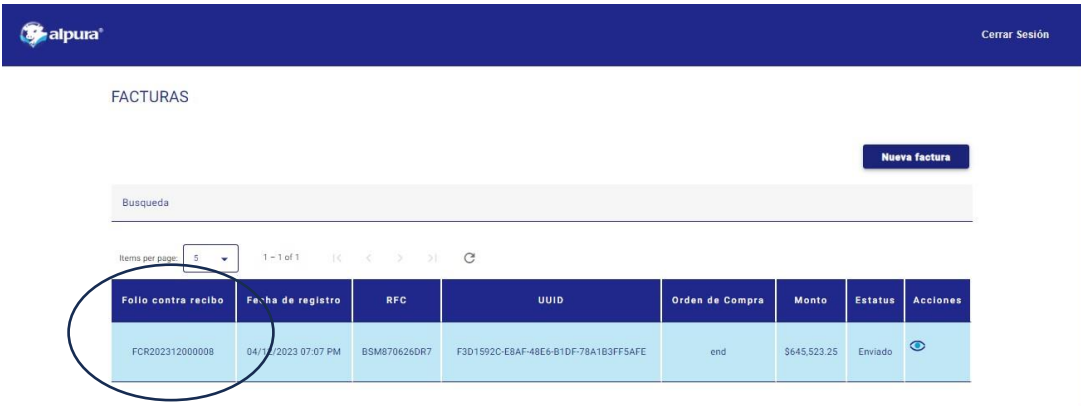 alpura®
Cerrar Sesión
FACTURAS
Nueva factura
Busqueda
Items per page: 5 1 – 1 of 1
Folio contra recibo Fecha de registro RFC UUID Orden de Compra Monto Estatus Acciones
FCR202312000008 04/12/2023 07:07 PM BSM870626DR7 F3D1592C-E8AF-48E6-B1DF-78A1B3FF5AFE end $645,523.25 Enviado